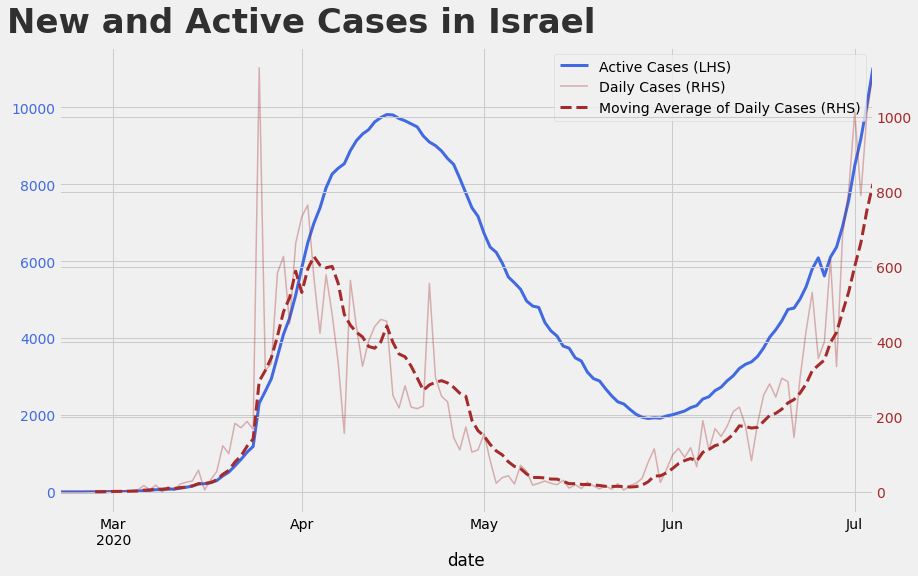 New and Active Cases in Israel
Active Cases (LHS)
Daily Cases (RHS)
Moving Average of Daily Cases (RHS)
10000
8000
6000
4000
2000
0
1000
800
600
400
200
0
Mar
2020
Apr
May
Jun
Jul
date